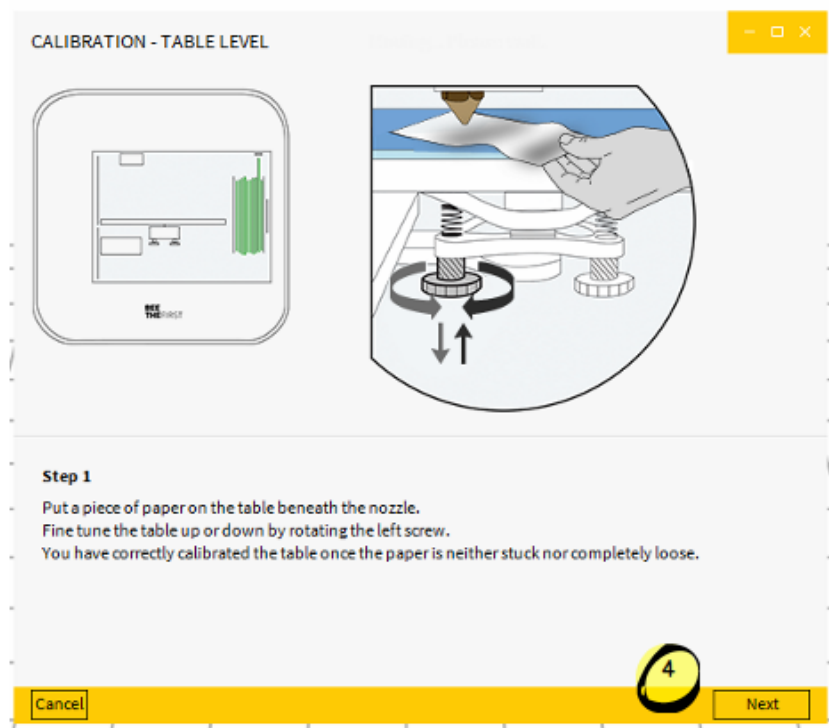 CALIBRATION - TABLE LEVEL
BEE
THEFIRST
Step 1
Put a piece of paper on the table beneath the nozzle.
Fine tune the table up or down by rotating the left screw.
You have correctly calibrated the table once the paper is neither stuck nor completely loose.
4
Cancel
Next